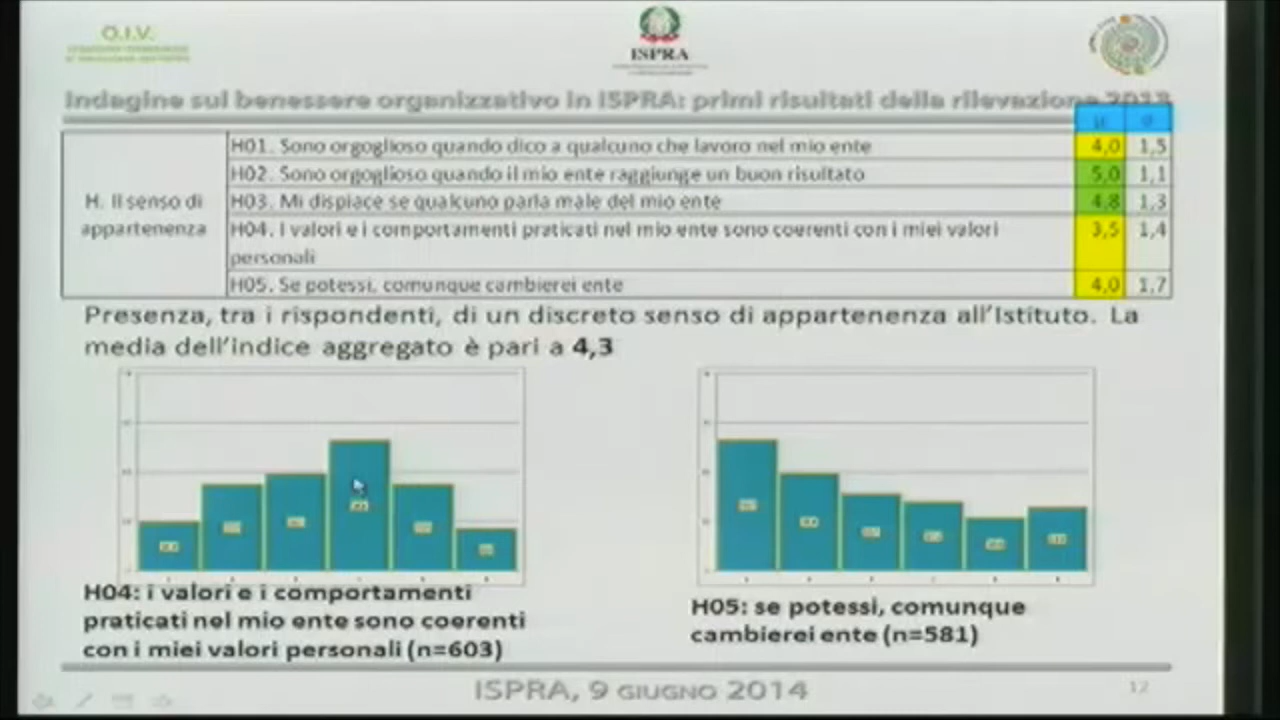 O.I.V.
ISPRA
Indagine sul benessere organizzativo in ISPRA: primi risultati della rilevazione 2013
μ σ
H. Il senso di appartenenza
H01. Sono orgoglioso quando dico a qualcuno che lavoro nel mio ente 4,0 1,5
H02. Sono orgoglioso quando il mio ente raggiunge un buon risultato 5,0 1,1
H03. Mi dispiace se qualcuno parla male del mio ente 4,8 1,3
H04. I valori e i comportamenti praticati nel mio ente sono coerenti con i miei valori 3,5 1,4
personali
H05. Se potessi, comunque cambierei ente 4,0 1,7
Presenza, tra i rispondenti, di un discreto senso di appartenenza all'Istituto. La
media dell'indice aggregato è pari a 4,3
H04: i valori e i comportamenti
praticati nel mio ente sono coerenti
con i miei valori personali (n=603)
H05: se potessi, comunque
cambierei ente (n=581)
ISPRA, 9 GIUGNO 2014
12